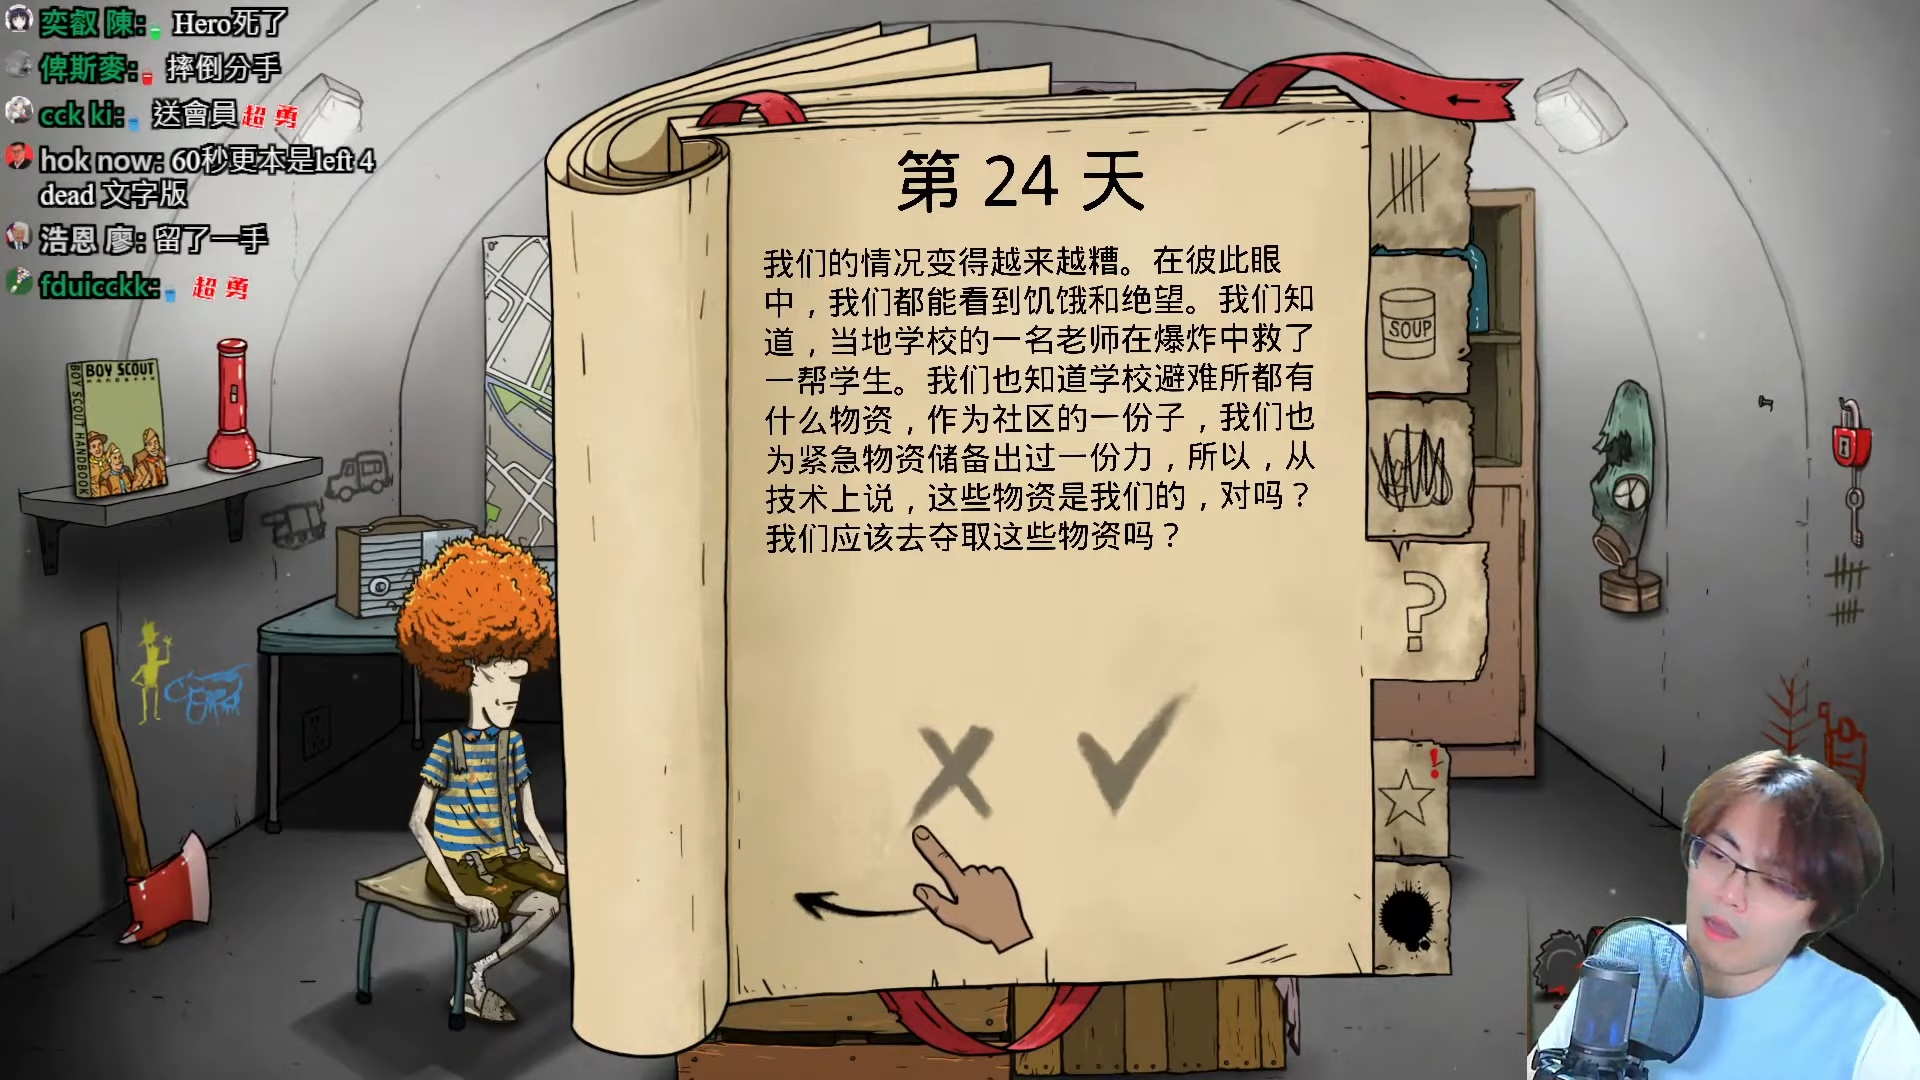 奕叡 陳: Hero死了
俾斯麥: 摔倒分手
cck ki: 送會員超勇
hok now: 60秒更本是left 4
dead 文字版
浩恩 廖: 留了一手
fduicckk: 超勇
BOY SCOUT
HANDBOOK
BOY SCOUT HANDBOOK
第 24 天
我们的情况变得越来越糟。在彼此眼
中，我们都能看到饥饿和绝望。我们知
道，当地学校的一名老师在爆炸中救了
一帮学生。我们也知道学校避难所都有
什么物资，作为社区的一份子，我们也
为紧急物资储备出过一份力，所以，从
技术上说，这些物资是我们的，对吗？
我们应该去夺取这些物资吗？
SOUP
?
!